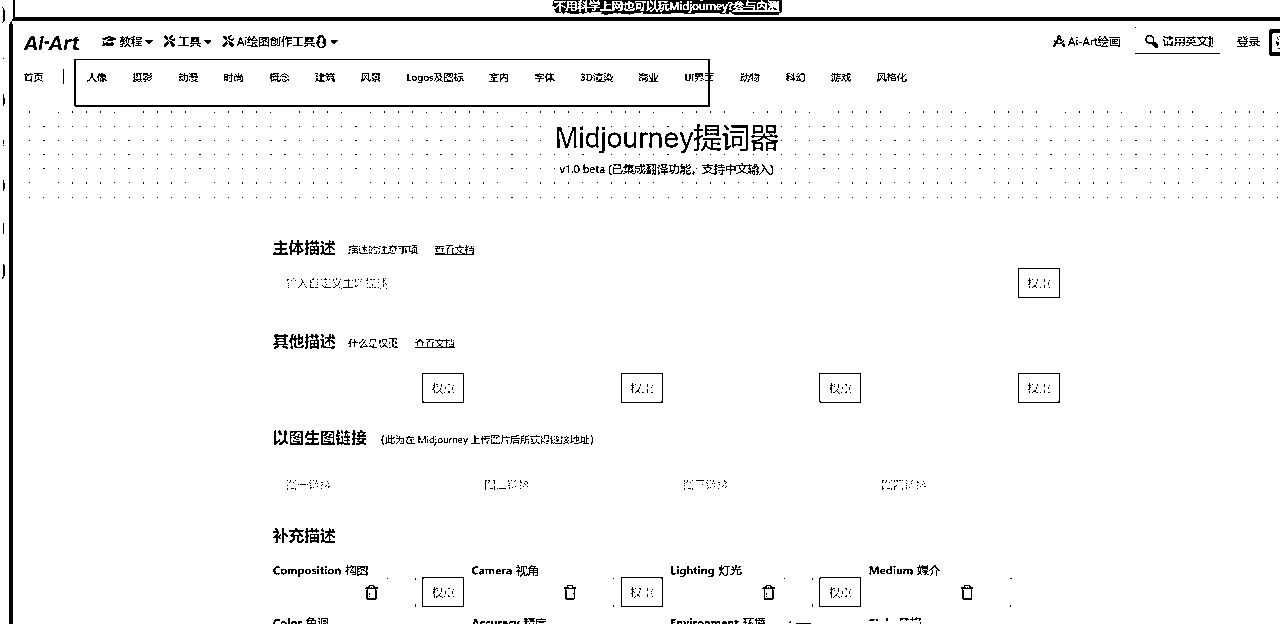 不用科学上网也可以玩Midjourney?参与内测
Ai-Art 教程 工具 Ai绘图创作工具 Ai-Art绘画 请用英文 登录
首页 人像 摄影 动漫 时尚 概念 建筑 风景 Logos及图标 室内 字体 3D渲染 商业 UI界面 动物 科幻 游戏 风格化
Midjourney提词器
v1.0 beta (已集成翻译功能，支持中文输入)
主体描述 描述的注意事项 查看文档
输入自定义主体描述 权重
其他描述 什么是权重 查看文档
权重 权重 权重 权重
以图生图链接 (此为在 Midjourney 上传图片后所获得链接地址)
图一链接 图二链接 图三链接 图四链接
补充描述
Composition 构图 Camera 视角 Lighting 灯光 Medium 媒介
权重 权重 权重
Color 色调 Accuracy 精度 Environment 环境